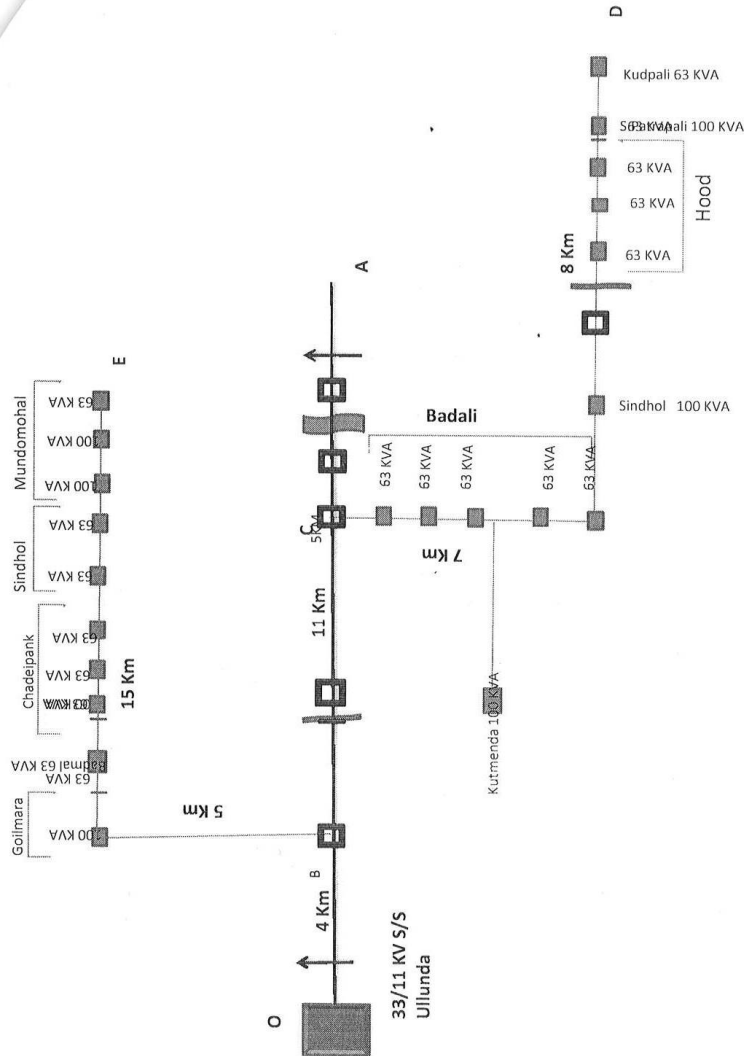 D
Kudpali 63 KVA
S Patrapali 100 KVA
63 KVA
63 KVA
63 KVA
63 KVA
Hood
8 Km
A
E
Mundomohal
63 KVA
100 KVA
100 KVA
Sindhol
63 KVA
63 KVA
Chadeipank
63 KVA
63 KVA
15 Km
Badmal 63 KVA
63 KVA
Goilmara
100 KVA
5 Km
Badali
63 KVA
63 KVA
63 KVA
63 KVA
63 KVA
Sindhol 100 KVA
C
11 Km
7 Km
Kutmenda 100 KVA
B
4 Km
33/11 KV S/S
Ullunda
O